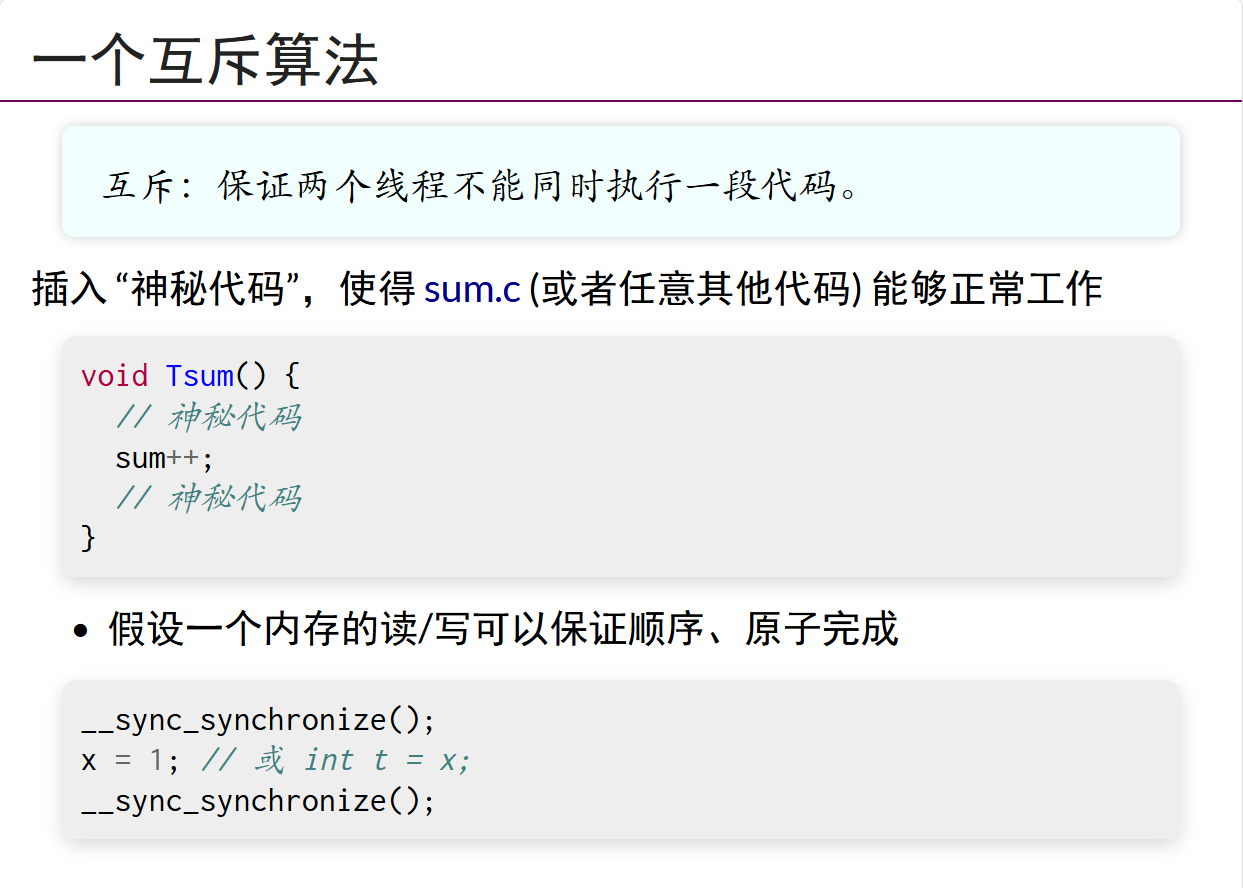 一个互斥算法
互斥：保证两个线程不能同时执行一段代码。
插入 “神秘代码”，使得 sum.c (或者任意其他代码) 能够正常工作
void Tsum() {
  // 神秘代码
  sum++;
  // 神秘代码
}
• 假设一个内存的读/写可以保证顺序、原子完成
__sync_synchronize();
x = 1; // 或 int t = x;
__sync_synchronize();